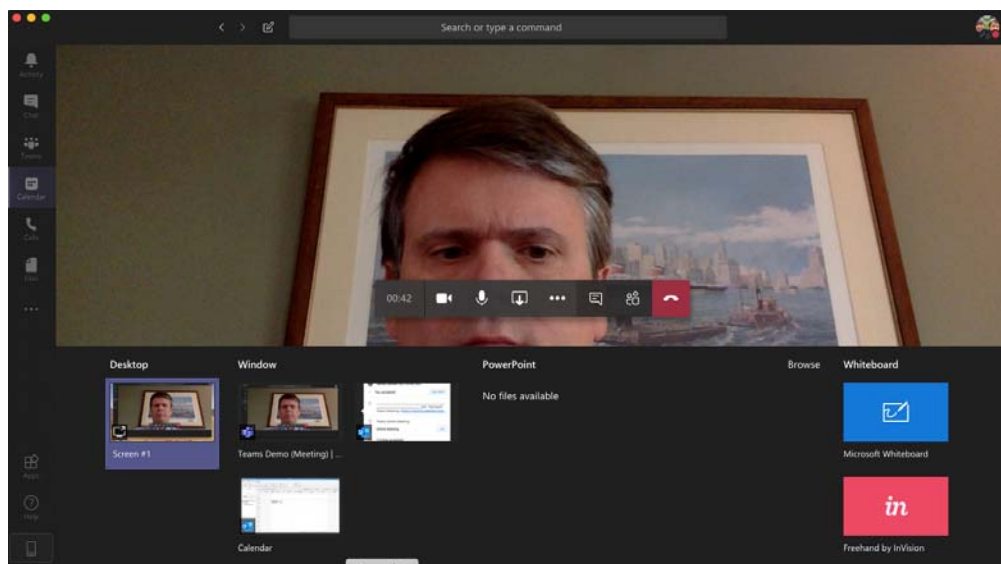 Search or type a command
Activity
Chat
Teams
Calendar
Calls
Files
Apps
Help
00:42
Desktop
Window
PowerPoint
Browse
Whiteboard
Screen #1
Teams Demo (Meeting) | ...
Calendar
No files available
Microsoft Whiteboard
in
Freehand by InVision